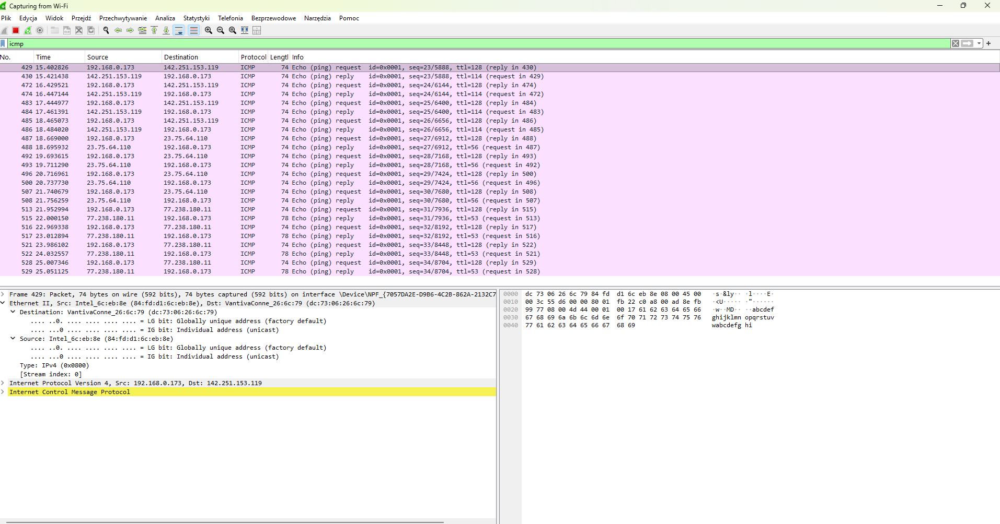 Capturing from Wi-Fi
Plik Edycja Widok Przejdź Przechwytywanie Analiza Statystyki Telefonia Bezprzewodowe Narzędzia Pomoc
icmp
No. Time Source Destination Protocol Lengtl Info
429 15.402826 192.168.0.173 142.251.153.119 ICMP 74 Echo (ping) request id=0x0001, seq=23/5888, ttl=128 (reply in 430)
430 15.421438 142.251.153.119 192.168.0.173 ICMP 74 Echo (ping) reply id=0x0001, seq=23/5888, ttl=114 (request in 429)
472 16.429521 192.168.0.173 142.251.153.119 ICMP 74 Echo (ping) request id=0x0001, seq=24/6144, ttl=128 (reply in 474)
474 16.447144 142.251.153.119 192.168.0.173 ICMP 74 Echo (ping) reply id=0x0001, seq=24/6144, ttl=114 (request in 472)
483 17.444977 192.168.0.173 142.251.153.119 ICMP 74 Echo (ping) request id=0x0001, seq=25/6400, ttl=128 (reply in 484)
484 17.461391 142.251.153.119 192.168.0.173 ICMP 74 Echo (ping) reply id=0x0001, seq=25/6400, ttl=114 (request in 483)
485 18.465073 192.168.0.173 142.251.153.119 ICMP 74 Echo (ping) request id=0x0001, seq=26/6656, ttl=128 (reply in 486)
486 18.484020 142.251.153.119 192.168.0.173 ICMP 74 Echo (ping) reply id=0x0001, seq=26/6656, ttl=114 (request in 485)
487 18.669000 192.168.0.173 23.75.64.110 ICMP 74 Echo (ping) request id=0x0001, seq=27/6912, ttl=128 (reply in 488)
488 18.695932 23.75.64.110 192.168.0.173 ICMP 74 Echo (ping) reply id=0x0001, seq=27/6912, ttl=56 (request in 487)
492 19.693615 192.168.0.173 23.75.64.110 ICMP 74 Echo (ping) request id=0x0001, seq=28/7168, ttl=128 (reply in 493)
493 19.711290 23.75.64.110 192.168.0.173 ICMP 74 Echo (ping) reply id=0x0001, seq=28/7168, ttl=56 (request in 492)
496 20.716961 192.168.0.173 23.75.64.110 ICMP 74 Echo (ping) request id=0x0001, seq=29/7424, ttl=128 (reply in 500)
500 20.737730 23.75.64.110 192.168.0.173 ICMP 74 Echo (ping) reply id=0x0001, seq=29/7424, ttl=56 (request in 496)
507 21.740679 192.168.0.173 23.75.64.110 ICMP 74 Echo (ping) request id=0x0001, seq=30/7680, ttl=128 (reply in 508)
508 21.756259 23.75.64.110 192.168.0.173 ICMP 74 Echo (ping) reply id=0x0001, seq=30/7680, ttl=56 (request in 507)
513 21.952994 192.168.0.173 77.238.180.11 ICMP 74 Echo (ping) request id=0x0001, seq=31/7936, ttl=128 (reply in 515)
515 22.000150 77.238.180.11 192.168.0.173 ICMP 78 Echo (ping) reply id=0x0001, seq=31/7936, ttl=53 (request in 513)
516 22.969338 192.168.0.173 77.238.180.11 ICMP 74 Echo (ping) request id=0x0001, seq=32/8192, ttl=128 (reply in 517)
517 23.012894 77.238.180.11 192.168.0.173 ICMP 78 Echo (ping) reply id=0x0001, seq=32/8192, ttl=53 (request in 516)
521 23.986102 192.168.0.173 77.238.180.11 ICMP 74 Echo (ping) request id=0x0001, seq=33/8448, ttl=128 (reply in 522)
522 24.032557 77.238.180.11 192.168.0.173 ICMP 78 Echo (ping) reply id=0x0001, seq=33/8448, ttl=53 (request in 521)
528 25.007346 192.168.0.173 77.238.180.11 ICMP 74 Echo (ping) request id=0x0001, seq=34/8704, ttl=128 (reply in 529)
529 25.051125 77.238.180.11 192.168.0.173 ICMP 78 Echo (ping) reply id=0x0001, seq=34/8704, ttl=53 (request in 528)
Frame 429: Packet, 74 bytes on wire (592 bits), 74 bytes captured (592 bits) on interface \Device\NPF_{7057DA2E-D9B6-4C2B-862A-2132C7
Ethernet II, Src: Intel_6c:eb:8e (84:fd:d1:6c:eb:8e), Dst: VantivaConne_26:6c:79 (dc:73:06:26:6c:79)
Destination: VantivaConne_26:6c:79 (dc:73:06:26:6c:79)
.... ..0. .... .... .... .... = LG bit: Globally unique address (factory default)
.... ...0 .... .... .... .... = IG bit: Individual address (unicast)
Source: Intel_6c:eb:8e (84:fd:d1:6c:eb:8e)
.... ..0. .... .... .... .... = LG bit: Globally unique address (factory default)
.... ...0 .... .... .... .... = IG bit: Individual address (unicast)
Type: IPv4 (0x0800)
[Stream index: 0]
Internet Protocol Version 4, Src: 192.168.0.173, Dst: 142.251.153.119
Internet Control Message Protocol
0000 dc 73 06 26 6c 79 84 fd d1 6c eb 8e 08 00 45 00 ·s·&ly·· ·l····E·
0010 00 3c 55 d6 00 00 80 01 fb 22 c0 a8 00 ad 8e fb ·<U····· ·"······
0020 99 77 08 00 4d 44 00 01 00 17 61 62 63 64 65 66 ·w··MD·· ··abcdef
0030 67 68 69 6a 6b 6c 6d 6e 6f 70 71 72 73 74 75 76 ghijklmn opqrstuv
0040 77 61 62 63 64 65 66 67 68 69 wabcdefg hi